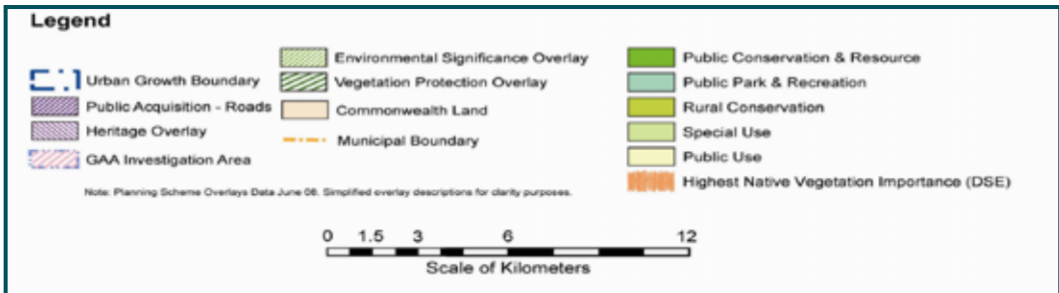 Legend
Urban Growth Boundary
Public Acquisition - Roads
Heritage Overlay
GAA Investigation Area
Environmental Significance Overlay
Vegetation Protection Overlay
Commonwealth Land
Municipal Boundary
Public Conservation & Resource
Public Park & Recreation
Rural Conservation
Special Use
Public Use
Highest Native Vegetation Importance (DSE)
Note: Planning Scheme Overlays Data June 08. Simplified overlay descriptions for clarity purposes.
0 1.5 3 6 12
Scale of Kilometers